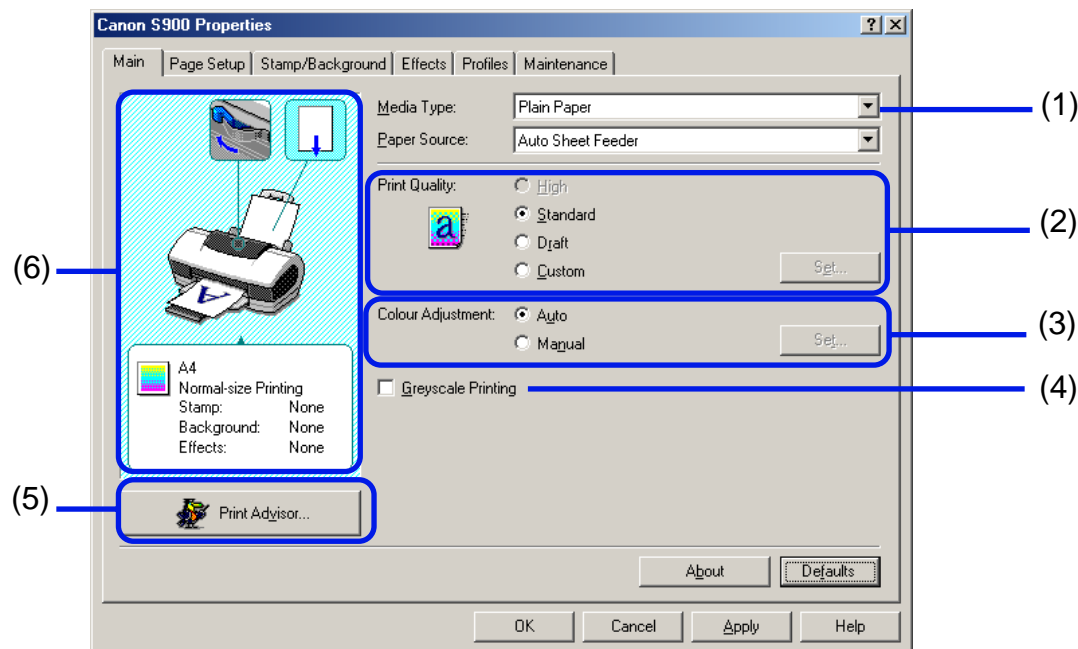 Canon S900 Properties
Main Page Setup Stamp/Background Effects Profiles Maintenance
Media Type: Plain Paper
(1)
Paper Source: Auto Sheet Feeder
Print Quality: High
Standard
Draft
Custom
Set...
(2)
a
Colour Adjustment: Auto
Manual
Set...
(3)
Greyscale Printing
(4)
(6)
A
A4
Normal-size Printing
Stamp: None
Background: None
Effects: None
(5)
Print Advisor...
About Defaults
OK Cancel Apply Help